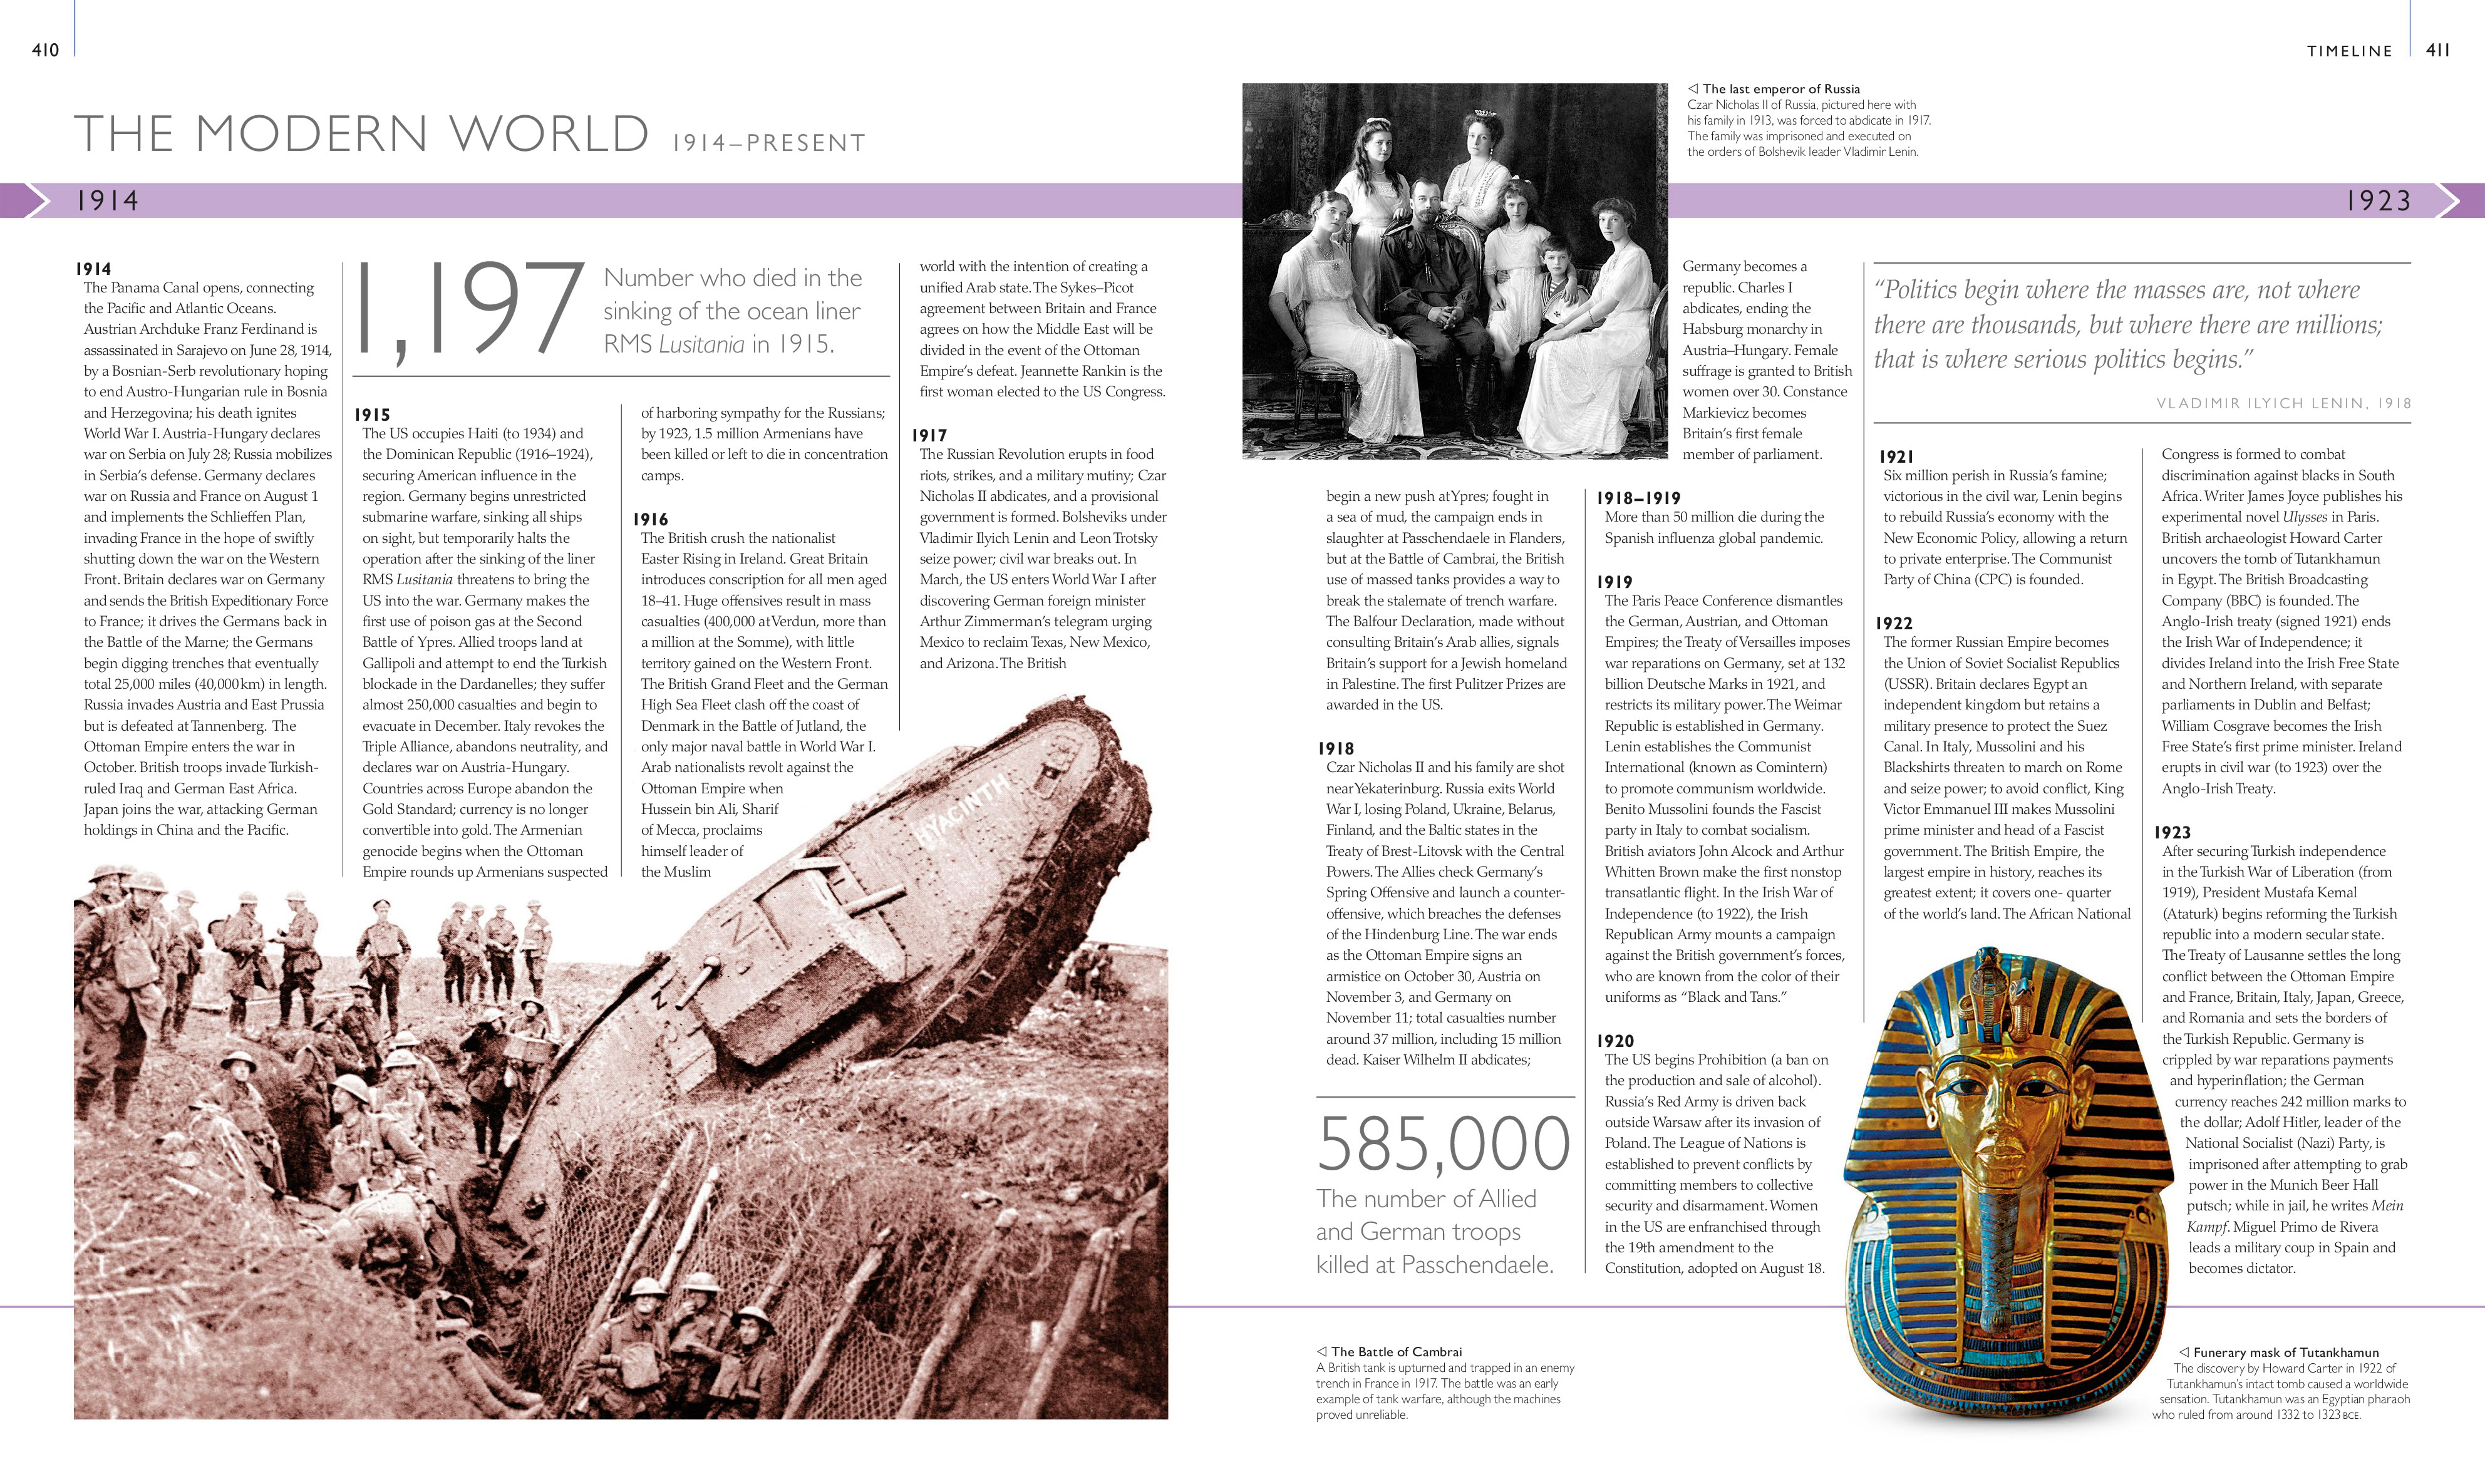 410
TIMELINE 411
THE MODERN WORLD 1914–PRESENT
1914
1923
1914
The Panama Canal opens, connecting
the Pacific and Atlantic Oceans.
Austrian Archduke Franz Ferdinand is
assassinated in Sarajevo on June 28, 1914,
by a Bosnian-Serb revolutionary hoping
to end Austro-Hungarian rule in Bosnia
and Herzegovina; his death ignites
World War I. Austria-Hungary declares
war on Serbia on July 28; Russia mobilizes
in Serbia’s defense. Germany declares
war on Russia and France on August 1
and implements the Schlieffen Plan,
invading France in the hope of swiftly
shutting down the war on the Western
Front. Britain declares war on Germany
and sends the British Expeditionary Force
to France; it drives the Germans back in
the Battle of the Marne; the Germans
begin digging trenches that eventually
total 25,000 miles (40,000km) in length.
Russia invades Austria and East Prussia
but is defeated at Tannenberg. The
Ottoman Empire enters the war in
October. British troops invade Turkish-
ruled Iraq and German East Africa.
Japan joins the war, attacking German
holdings in China and the Pacific.
1,197
Number who died in the
sinking of the ocean liner
RMS Lusitania in 1915.
1915
The US occupies Haiti (to 1934) and
the Dominican Republic (1916–1924),
securing American influence in the
region. Germany begins unrestricted
submarine warfare, sinking all ships
on sight, but temporarily halts the
operation after the sinking of the liner
RMS Lusitania threatens to bring the
US into the war. Germany makes the
first use of poison gas at the Second
Battle of Ypres. Allied troops land at
Gallipoli and attempt to end the Turkish
blockade in the Dardanelles; they suffer
almost 250,000 casualties and begin to
evacuate in December. Italy revokes the
Triple Alliance, abandons neutrality, and
declares war on Austria-Hungary.
Countries across Europe abandon the
Gold Standard; currency is no longer
convertible into gold. The Armenian
genocide begins when the Ottoman
Empire rounds up Armenians suspected
of harboring sympathy for the Russians;
by 1923, 1.5 million Armenians have
been killed or left to die in concentration
camps.
1916
The British crush the nationalist
Easter Rising in Ireland. Great Britain
introduces conscription for all men aged
18–41. Huge offensives result in mass
casualties (400,000 at Verdun, more than
a million at the Somme), with little
territory gained on the Western Front.
The British Grand Fleet and the German
High Sea Fleet clash off the coast of
Denmark in the Battle of Jutland, the
only major naval battle in World War I.
Arab nationalists revolt against the
Ottoman Empire when
Hussein bin Ali, Sharif
of Mecca, proclaims
himself leader of
the Muslim
world with the intention of creating a
unified Arab state. The Sykes–Picot
agreement between Britain and France
agrees on how the Middle East will be
divided in the event of the Ottoman
Empire’s defeat. Jeannette Rankin is the
first woman elected to the US Congress.
1917
The Russian Revolution erupts in food
riots, strikes, and a military mutiny; Czar
Nicholas II abdicates, and a provisional
government is formed. Bolsheviks under
Vladimir Ilyich Lenin and Leon Trotsky
seize power; civil war breaks out. In
March, the US enters World War I after
discovering German foreign minister
Arthur Zimmerman’s telegram urging
Mexico to reclaim Texas, New Mexico,
and Arizona. The British
HYACINTH
◁ The last emperor of Russia
Czar Nicholas II of Russia, pictured here with
his family in 1913, was forced to abdicate in 1917.
The family was imprisoned and executed on
the orders of Bolshevik leader Vladimir Lenin.
begin a new push at Ypres; fought in
a sea of mud, the campaign ends in
slaughter at Passchendaele in Flanders,
but at the Battle of Cambrai, the British
use of massed tanks provides a way to
break the stalemate of trench warfare.
The Balfour Declaration, made without
consulting Britain’s Arab allies, signals
Britain’s support for a Jewish homeland
in Palestine. The first Pulitzer Prizes are
awarded in the US.
1918
Czar Nicholas II and his family are shot
near Yekaterinburg. Russia exits World
War I, losing Poland, Ukraine, Belarus,
Finland, and the Baltic states in the
Treaty of Brest-Litovsk with the Central
Powers. The Allies check Germany’s
Spring Offensive and launch a counter-
offensive, which breaches the defenses
of the Hindenburg Line. The war ends
as the Ottoman Empire signs an
armistice on October 30, Austria on
November 3, and Germany on
November 11; total casualties number
around 37 million, including 15 million
dead. Kaiser Wilhelm II abdicates;
585,000
The number of Allied
and German troops
killed at Passchendaele.
Germany becomes a
republic. Charles I
abdicates, ending the
Habsburg monarchy in
Austria–Hungary. Female
suffrage is granted to British
women over 30. Constance
Markievicz becomes
Britain’s first female
member of parliament.
1918–1919
More than 50 million die during the
Spanish influenza global pandemic.
1919
The Paris Peace Conference dismantles
the German, Austrian, and Ottoman
Empires; the Treaty of Versailles imposes
war reparations on Germany, set at 132
billion Deutsche Marks in 1921, and
restricts its military power. The Weimar
Republic is established in Germany.
Lenin establishes the Communist
International (known as Comintern)
to promote communism worldwide.
Benito Mussolini founds the Fascist
party in Italy to combat socialism.
British aviators John Alcock and Arthur
Whitten Brown make the first nonstop
transatlantic flight. In the Irish War of
Independence (to 1922), the Irish
Republican Army mounts a campaign
against the British government’s forces,
who are known from the color of their
uniforms as “Black and Tans.”
1920
The US begins Prohibition (a ban on
the production and sale of alcohol).
Russia’s Red Army is driven back
outside Warsaw after its invasion of
Poland. The League of Nations is
established to prevent conflicts by
committing members to collective
security and disarmament. Women
in the US are enfranchised through
the 19th amendment to the
Constitution, adopted on August 18.
“Politics begin where the masses are, not where
there are thousands, but where there are millions;
that is where serious politics begins.”
VLADIMIR ILYICH LENIN, 1918
1921
Six million perish in Russia’s famine;
victorious in the civil war, Lenin begins
to rebuild Russia’s economy with the
New Economic Policy, allowing a return
to private enterprise. The Communist
Party of China (CPC) is founded.
1922
The former Russian Empire becomes
the Union of Soviet Socialist Republics
(USSR). Britain declares Egypt an
independent kingdom but retains a
military presence to protect the Suez
Canal. In Italy, Mussolini and his
Blackshirts threaten to march on Rome
and seize power; to avoid conflict, King
Victor Emmanuel III makes Mussolini
prime minister and head of a Fascist
government. The British Empire, the
largest empire in history, reaches its
greatest extent; it covers one- quarter
of the world’s land. The African National
Congress is formed to combat
discrimination against blacks in South
Africa. Writer James Joyce publishes his
experimental novel Ulysses in Paris.
British archaeologist Howard Carter
uncovers the tomb of Tutankhamun
in Egypt. The British Broadcasting
Company (BBC) is founded. The
Anglo-Irish treaty (signed 1921) ends
the Irish War of Independence; it
divides Ireland into the Irish Free State
and Northern Ireland, with separate
parliaments in Dublin and Belfast;
William Cosgrave becomes the Irish
Free State’s first prime minister. Ireland
erupts in civil war (to 1923) over the
Anglo-Irish Treaty.
1923
After securing Turkish independence
in the Turkish War of Liberation (from
1919), President Mustafa Kemal
(Ataturk) begins reforming the Turkish
republic into a modern secular state.
The Treaty of Lausanne settles the long
conflict between the Ottoman Empire
and France, Britain, Italy, Japan, Greece,
and Romania and sets the borders of
the Turkish Republic. Germany is
crippled by war reparations payments
and hyperinflation; the German
currency reaches 242 million marks to
the dollar; Adolf Hitler, leader of the
National Socialist (Nazi) Party, is
imprisoned after attempting to grab
power in the Munich Beer Hall
putsch; while in jail, he writes Mein
Kampf. Miguel Primo de Rivera
leads a military coup in Spain and
becomes dictator.
◁ The Battle of Cambrai
A British tank is upturned and trapped in an enemy
trench in France in 1917. The battle was an early
example of tank warfare, although the machines
proved unreliable.
◁ Funerary mask of Tutankhamun
The discovery by Howard Carter in 1922 of
Tutankhamun’s intact tomb caused a worldwide
sensation. Tutankhamun was an Egyptian pharaoh
who ruled from around 1332 to 1323 BCE.